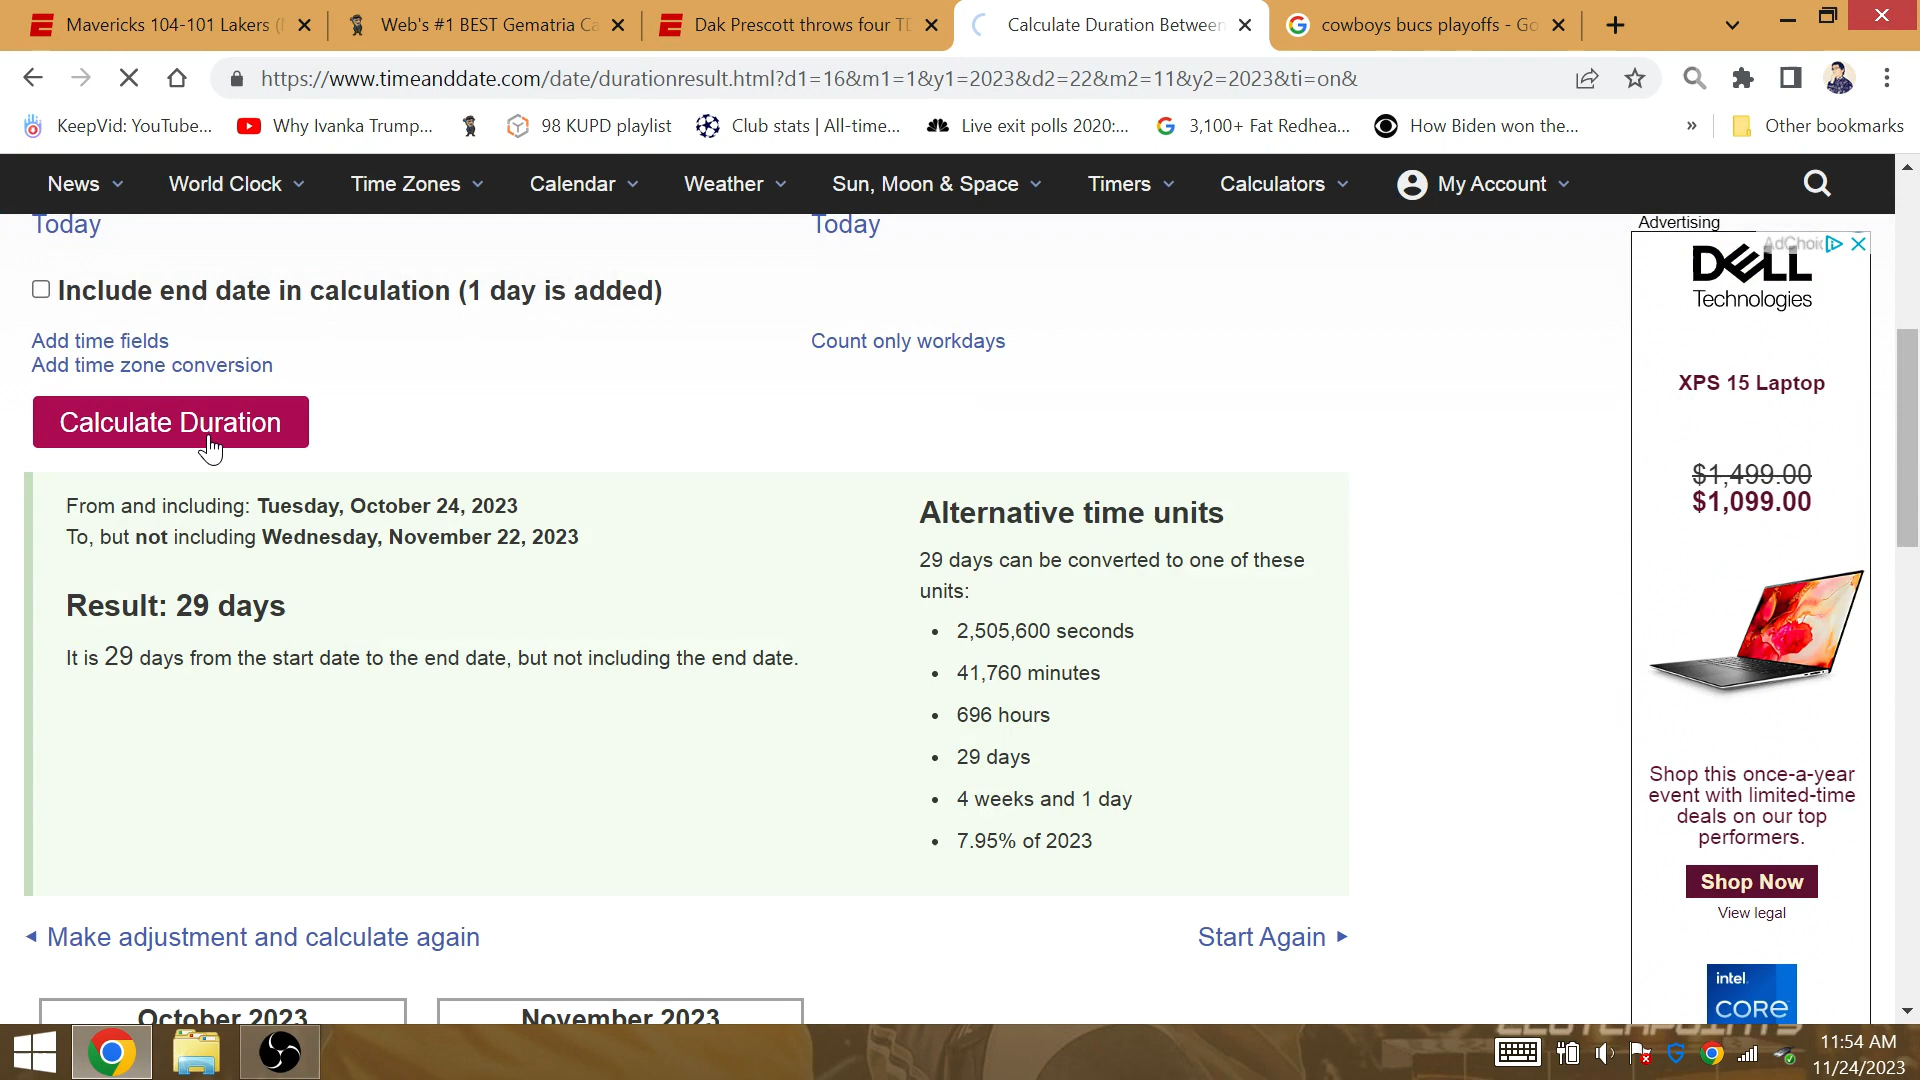 Mavericks 104-101 Lakers (
Web's #1 BEST Gematria Ca
Dak Prescott throws four TD
Calculate Duration Between
cowboys bucs playoffs - Go
https://www.timeanddate.com/date/durationresult.html?d1=16&m1=1&y1=2023&d2=22&m2=11&y2=2023&ti=on&
KeepVid: YouTube...
Why Ivanka Trump...
98 KUPD playlist
Club stats | All-time...
Live exit polls 2020:...
3,100+ Fat Redhea...
How Biden won the...
»
Other bookmarks
News
World Clock
Time Zones
Calendar
Weather
Sun, Moon & Space
Timers
Calculators
My Account
Today
Today
Advertising
Include end date in calculation (1 day is added)
Add time fields
Count only workdays
Add time zone conversion
Calculate Duration
From and including: Tuesday, October 24, 2023
To, but not including Wednesday, November 22, 2023
Result: 29 days
It is 29 days from the start date to the end date, but not including the end date.
Alternative time units
29 days can be converted to one of these
units:
• 2,505,600 seconds
• 41,760 minutes
• 696 hours
• 29 days
• 4 weeks and 1 day
• 7.95% of 2023
Make adjustment and calculate again
Start Again
October 2023
November 2023
DELL
Technologies
XPS 15 Laptop
$1,499.00
$1,099.00
Shop this once-a-year
event with limited-time
deals on our top
performers.
Shop Now
View legal
intel.
CORE
11:54 AM
11/24/2023